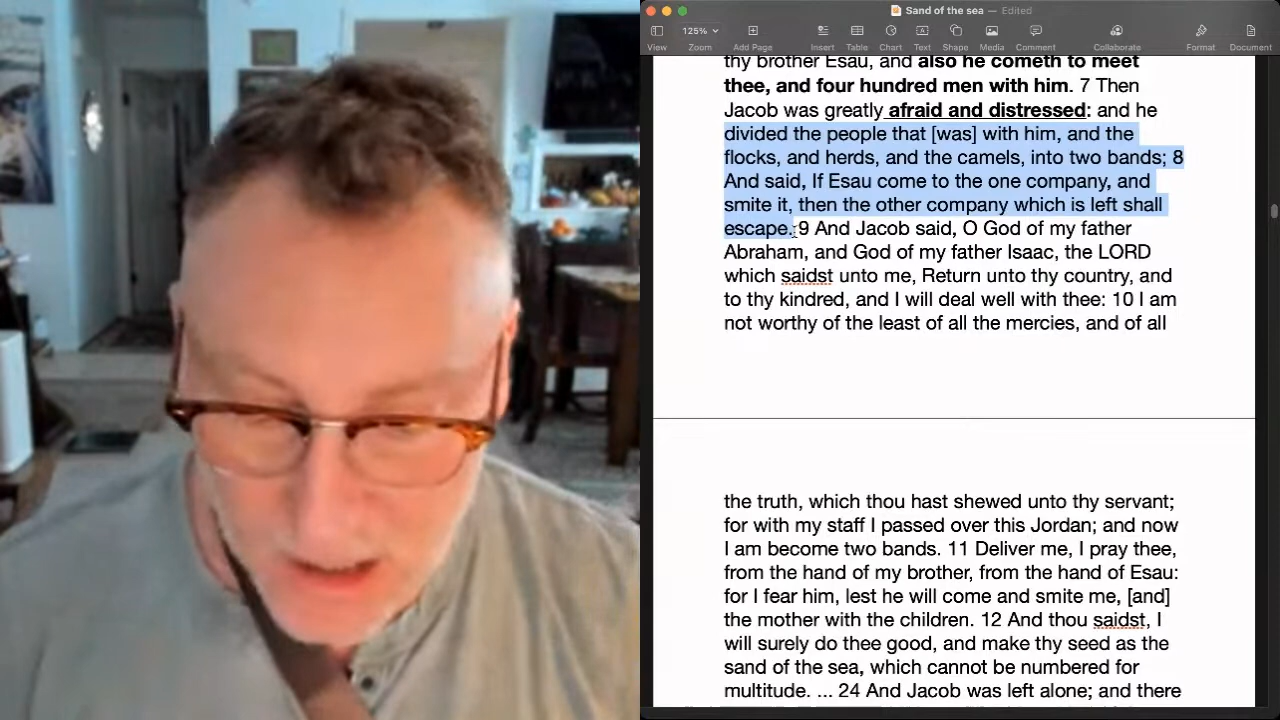 Sand of the sea — Edited
125%
View Zoom Add Page Insert Table Chart Text Shape Media Comment Collaborate Format Document
thy brother Esau, and also he cometh to meet
thee, and four hundred men with him. 7 Then
Jacob was greatly afraid and distressed: and he
divided the people that [was] with him, and the
flocks, and herds, and the camels, into two bands; 8
And said, If Esau come to the one company, and
smite it, then the other company which is left shall
escape. 9 And Jacob said, O God of my father
Abraham, and God of my father Isaac, the LORD
which saidst unto me, Return unto thy country, and
to thy kindred, and I will deal well with thee: 10 I am
not worthy of the least of all the mercies, and of all
the truth, which thou hast shewed unto thy servant;
for with my staff I passed over this Jordan; and now
I am become two bands. 11 Deliver me, I pray thee,
from the hand of my brother, from the hand of Esau:
for I fear him, lest he will come and smite me, [and]
the mother with the children. 12 And thou saidst, I
will surely do thee good, and make thy seed as the
sand of the sea, which cannot be numbered for
multitude. ... 24 And Jacob was left alone; and there